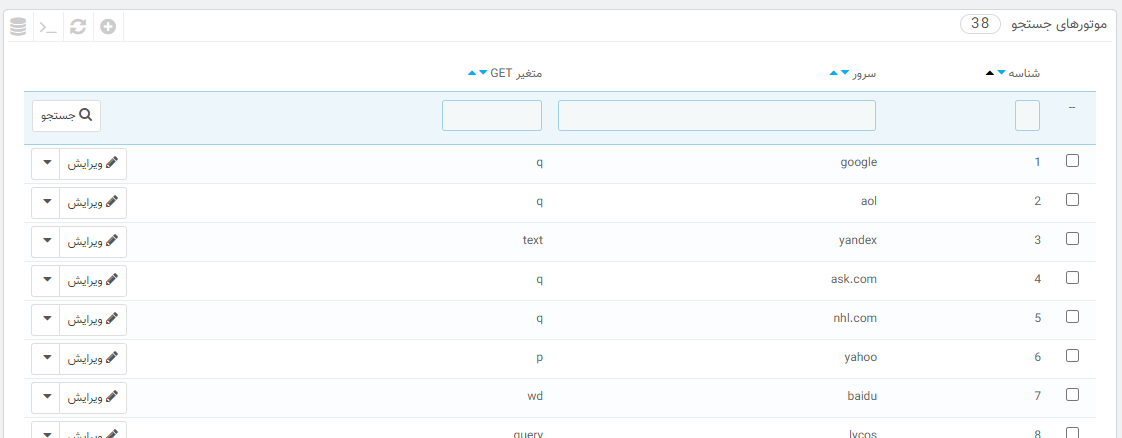 موتورهای جستجو 38
شناسه سرور متغیر GET
-- جستجو
1 google q ویرایش
2 aol q ویرایش
3 yandex text ویرایش
4 ask.com q ویرایش
5 nhl.com q ویرایش
6 yahoo p ویرایش
7 baidu wd ویرایش
8 lycos query ویرایش